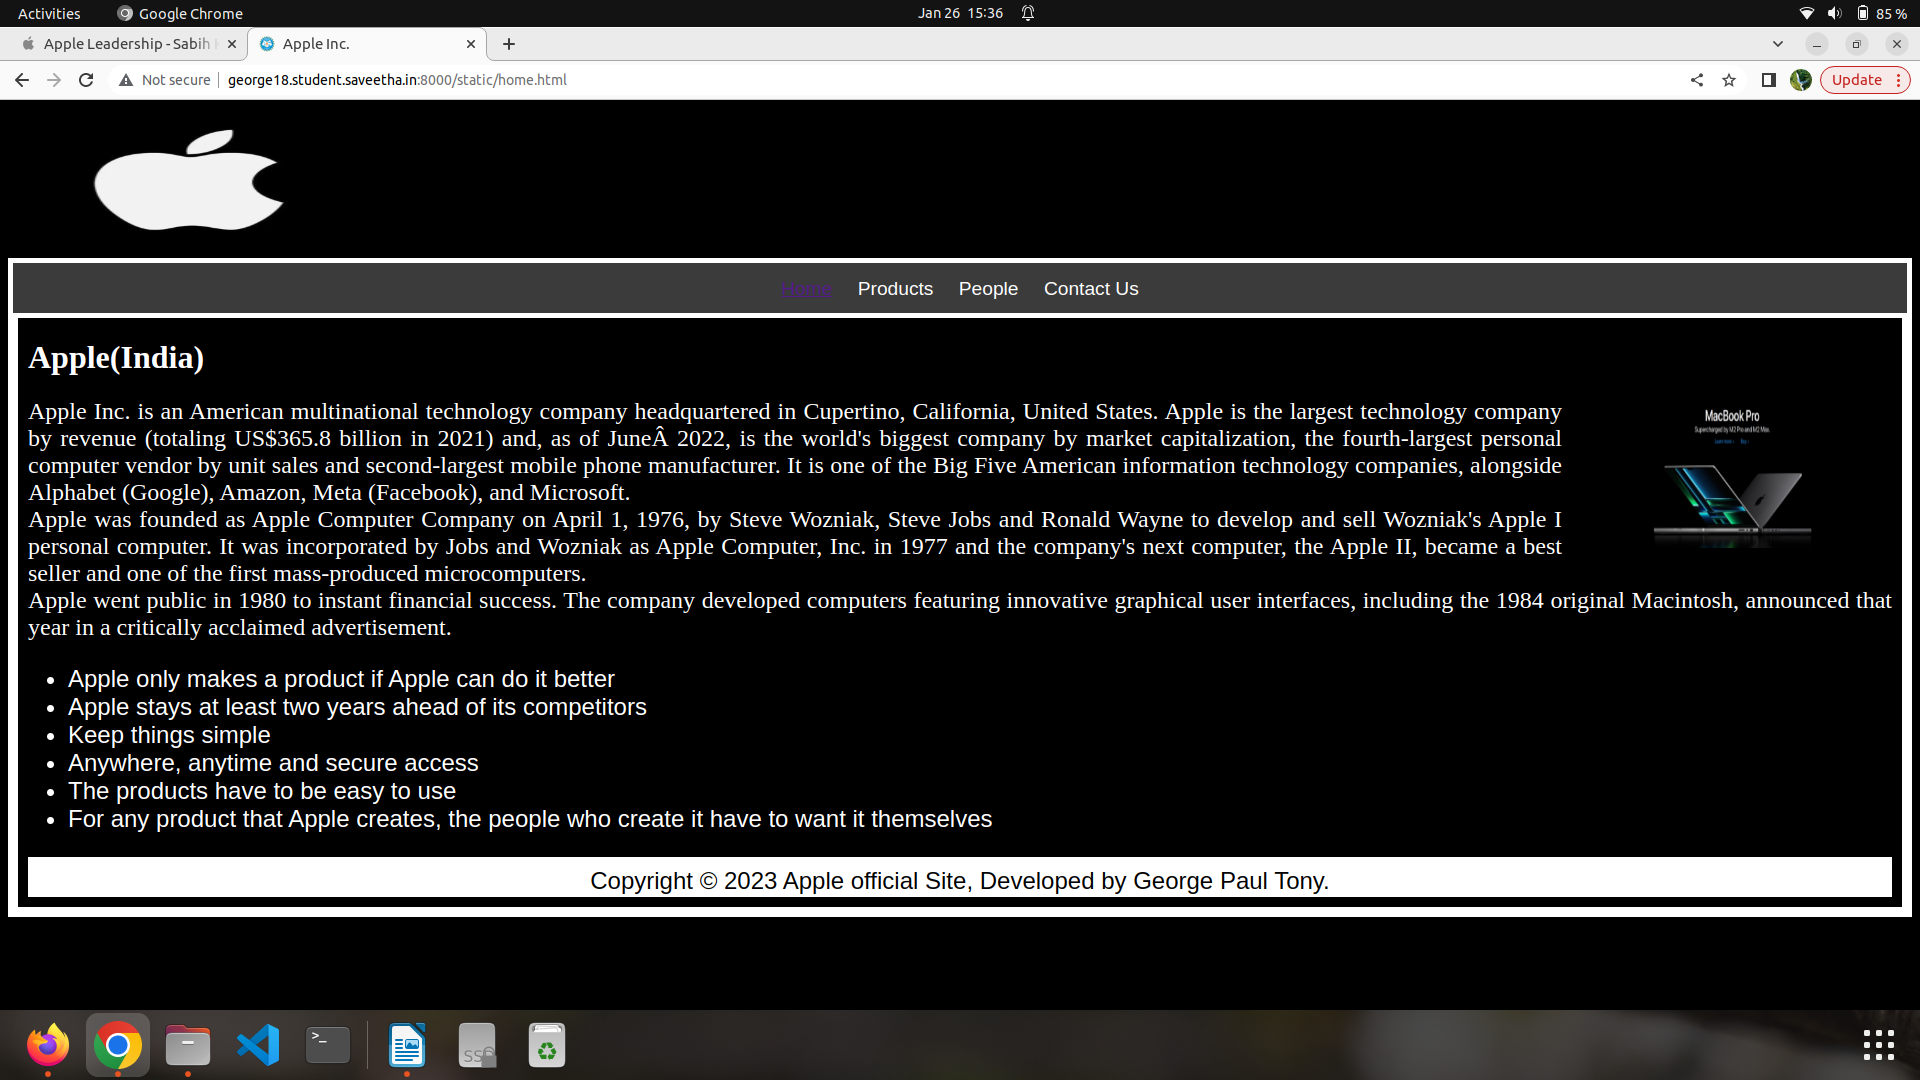 Activities
Google Chrome
Jan 26 15:36
85 %
Apple Leadership - Sabih
Apple Inc.
Not secure
george18.student.saveetha.in:8000/static/home.html
Update
Home Products People Contact Us
Apple(India)
Apple Inc. is an American multinational technology company headquartered in Cupertino, California, United States. Apple is the largest technology company
by revenue (totaling US$365.8 billion in 2021) and, as of JuneÂ 2022, is the world's biggest company by market capitalization, the fourth-largest personal
computer vendor by unit sales and second-largest mobile phone manufacturer. It is one of the Big Five American information technology companies, alongside
Alphabet (Google), Amazon, Meta (Facebook), and Microsoft.
Apple was founded as Apple Computer Company on April 1, 1976, by Steve Wozniak, Steve Jobs and Ronald Wayne to develop and sell Wozniak's Apple I
personal computer. It was incorporated by Jobs and Wozniak as Apple Computer, Inc. in 1977 and the company's next computer, the Apple II, became a best
seller and one of the first mass-produced microcomputers.
Apple went public in 1980 to instant financial success. The company developed computers featuring innovative graphical user interfaces, including the 1984 original Macintosh, announced that
year in a critically acclaimed advertisement.
MacBook Pro
Supercharged by M2 Pro and M2 Max.
• Apple only makes a product if Apple can do it better
• Apple stays at least two years ahead of its competitors
• Keep things simple
• Anywhere, anytime and secure access
• The products have to be easy to use
• For any product that Apple creates, the people who create it have to want it themselves
Copyright © 2023 Apple official Site, Developed by George Paul Tony.